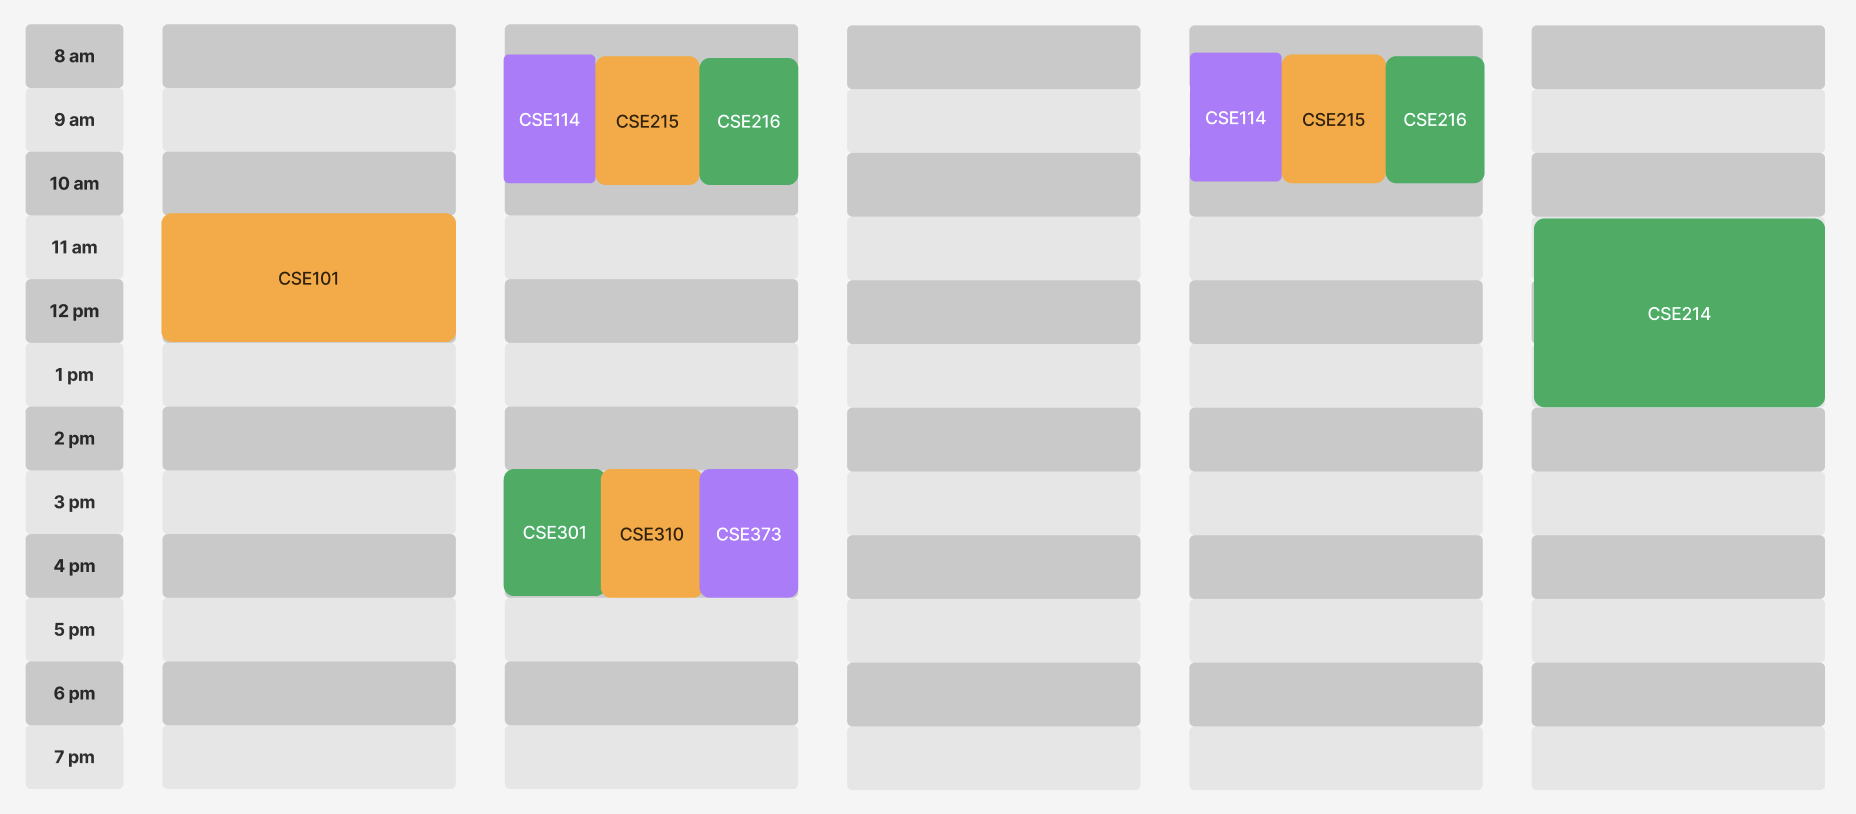 8 am
9 am
10 am
11 am
12 pm
1 pm
2 pm
3 pm
4 pm
5 pm
6 pm
7 pm
CSE101
CSE114
CSE215
CSE216
CSE301
CSE310
CSE373
CSE114
CSE215
CSE216
CSE214